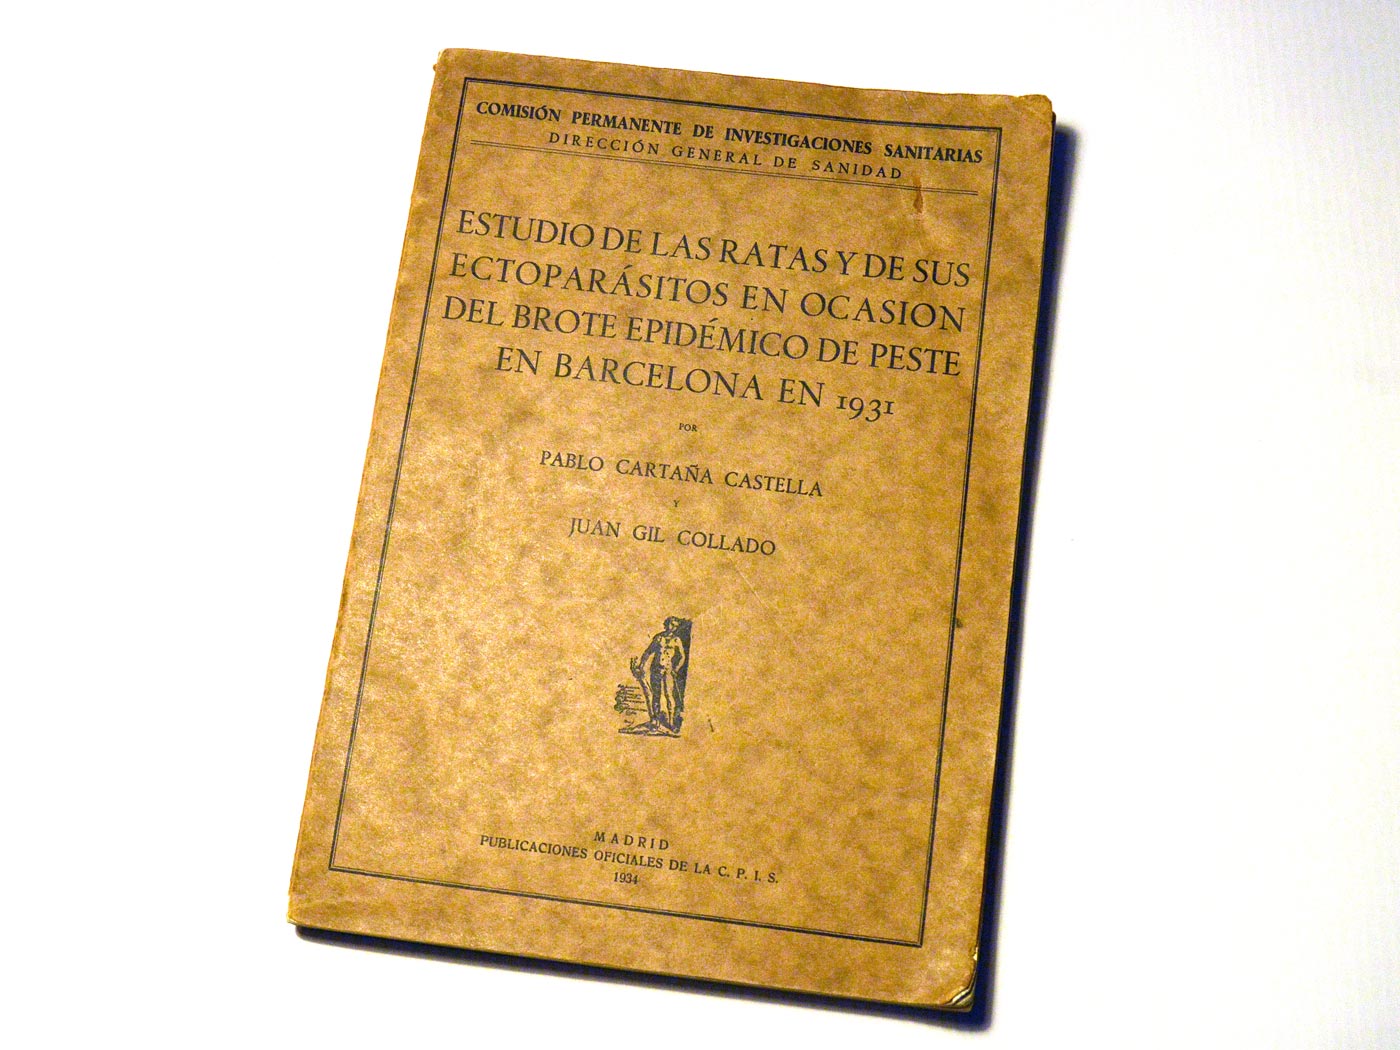 COMISIÓN PERMANENTE DE INVESTIGACIONES SANITARIAS
DIRECCIÓN GENERAL DE SANIDAD
ESTUDIO DE LAS RATAS Y DE SUS
ECTOPARÁSITOS EN OCASION
DEL BROTE EPIDÉMICO DE PESTE
EN BARCELONA EN 1931
POR
PABLO CARTAÑA CASTELLA
Y
JUAN GIL COLLADO
MADRID
PUBLICACIONES OFICIALES DE LA C. P. I. S.
1934